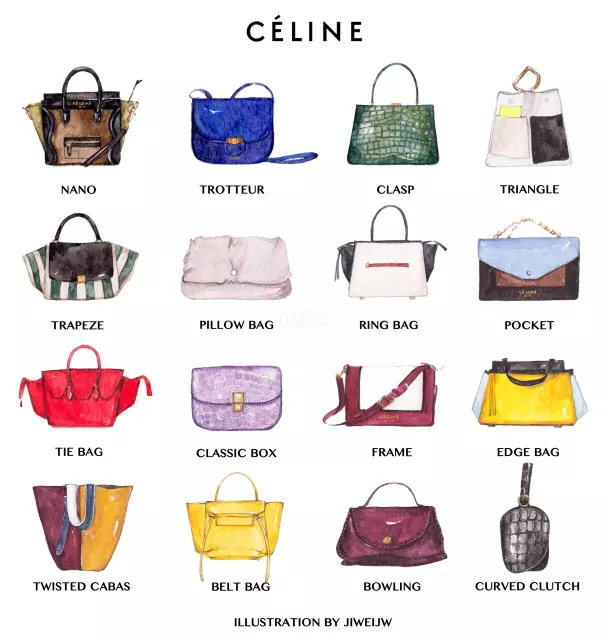 CÉLINE
NANO
TROTTEUR
CLASP
TRIANGLE
TRAPEZE
PILLOW BAG
RING BAG
POCKET
TIE BAG
CLASSIC BOX
FRAME
EDGE BAG
TWISTED CABAS
BELT BAG
BOWLING
CURVED CLUTCH
ILLUSTRATION BY JIWEIJW